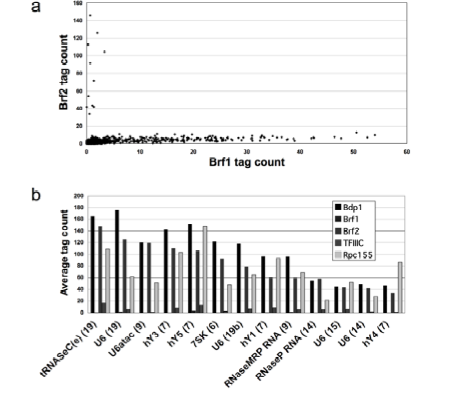 a
160
140
120
100
80
60
40
20
0
Brf2 tag count
0 10 20 30 40 50 60
Brf1 tag count
b
200
180
160
140
120
100
80
60
40
20
0
Average tag count
Bdp1
Brf1
Brf2
TFIIIC
Rpc155
tRNASeC(e) (19)
U6 (19)
U6atac (9)
hY3 (7)
hY5 (7)
7SK (6)
U6 (19b)
hY1 (7)
RNaseMRP RNA (9)
RNaseP RNA (14)
U6 (15)
U6 (14)
hY4 (7)